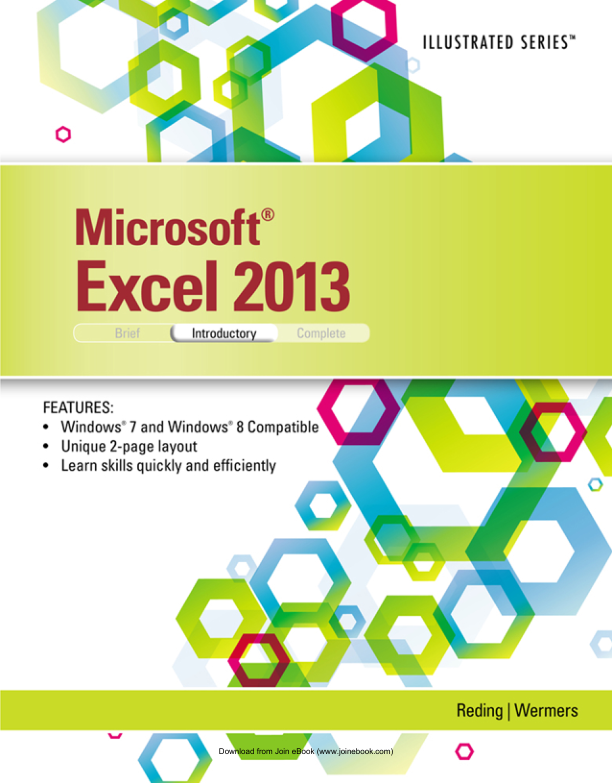 ILLUSTRATED SERIES™
Microsoft®
Excel 2013
Brief Introductory Complete
FEATURES:
• Windows® 7 and Windows® 8 Compatible
• Unique 2-page layout
• Learn skills quickly and efficiently
Reding | Wermers
Download from Join eBook (www.joinebook.com)